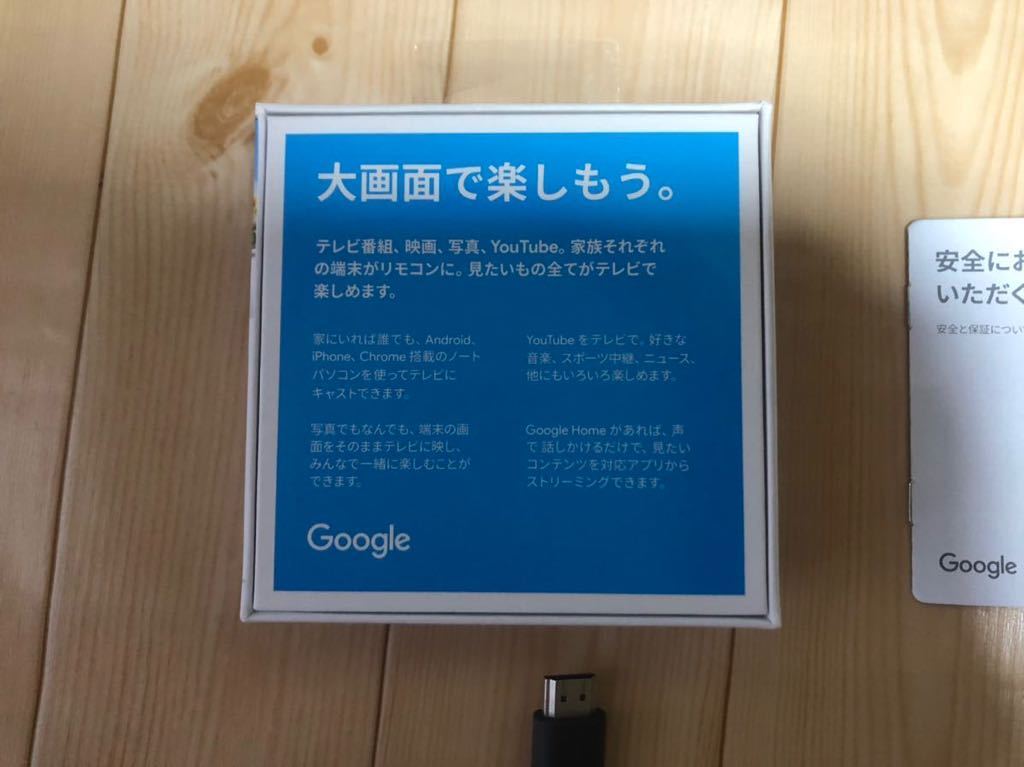 大画面で楽しもう。
テレビ番組、映画、写真、YouTube。家族それぞれ
の端末がリモコンに。見たいもの全てがテレビで
楽しめます。
家にいれば誰でも、Android、
iPhone、Chrome 搭載のノート
パソコンを使ってテレビに
キャストできます。
YouTube をテレビで。好きな
音楽、スポーツ中継、ニュース、
他にもいろいろ楽しめます。
写真でもなんでも、端末の画
面をそのままテレビに映し、
みんなで一緒に楽しむことが
できます。
Google Home があれば、声
で 話しかけるだけで、見たい
コンテンツを対応アプリから
ストリーミングできます。
Google
安全にお
いただく
安全と保証につい
Google